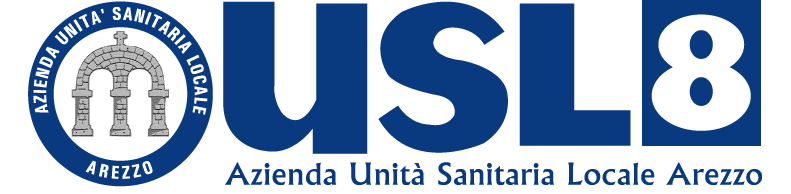 AZIENDA UNITA' SANITARIA LOCALE
AREZZO
USL8
Azienda Unità Sanitaria Locale Arezzo